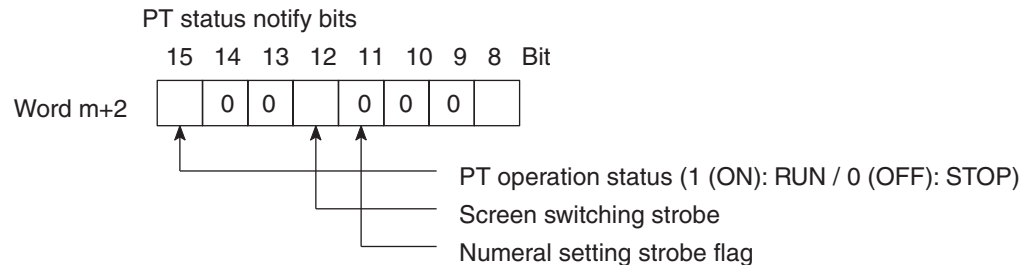 PT status notify bits
15 14 13 12 11 10 9 8 Bit
Word m+2 0 0 0 0 0
PT operation status (1 (ON): RUN / 0 (OFF): STOP)
Screen switching strobe
Numeral setting strobe flag